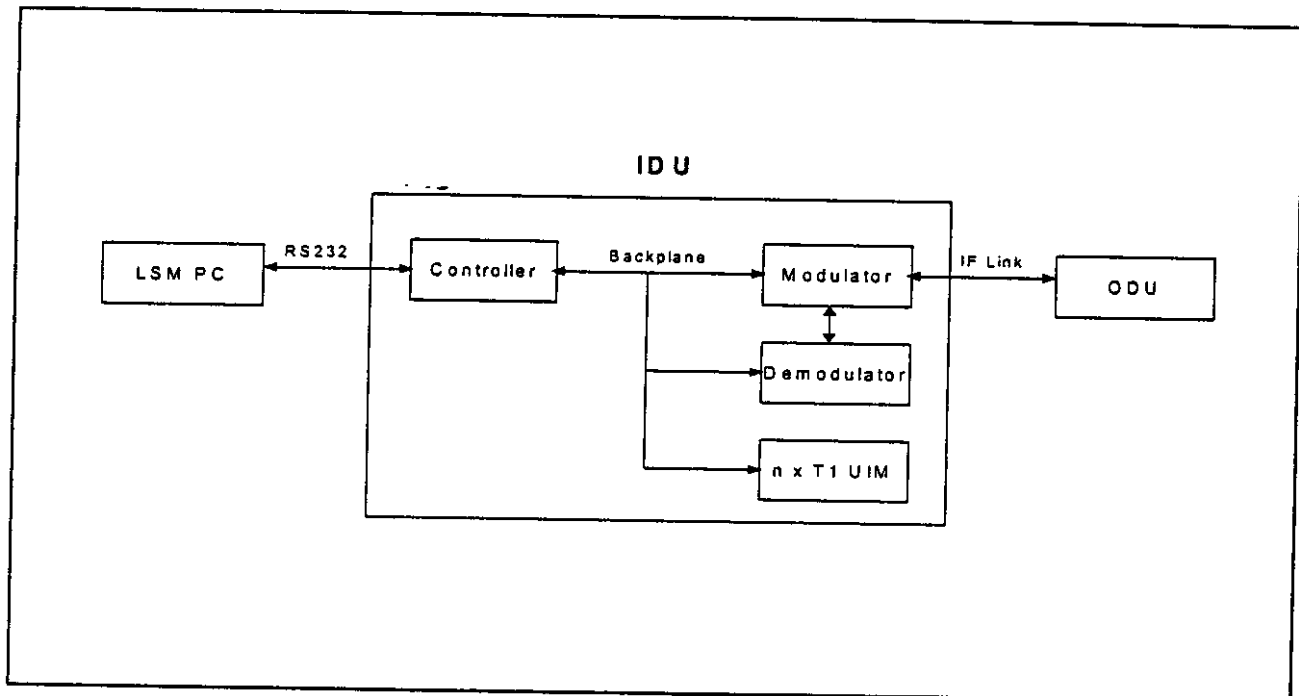 IDU
RS232
LSM PC
Controller
Backplane
Modulator
IF Link
ODU
Demodulator
n x T1 UIM